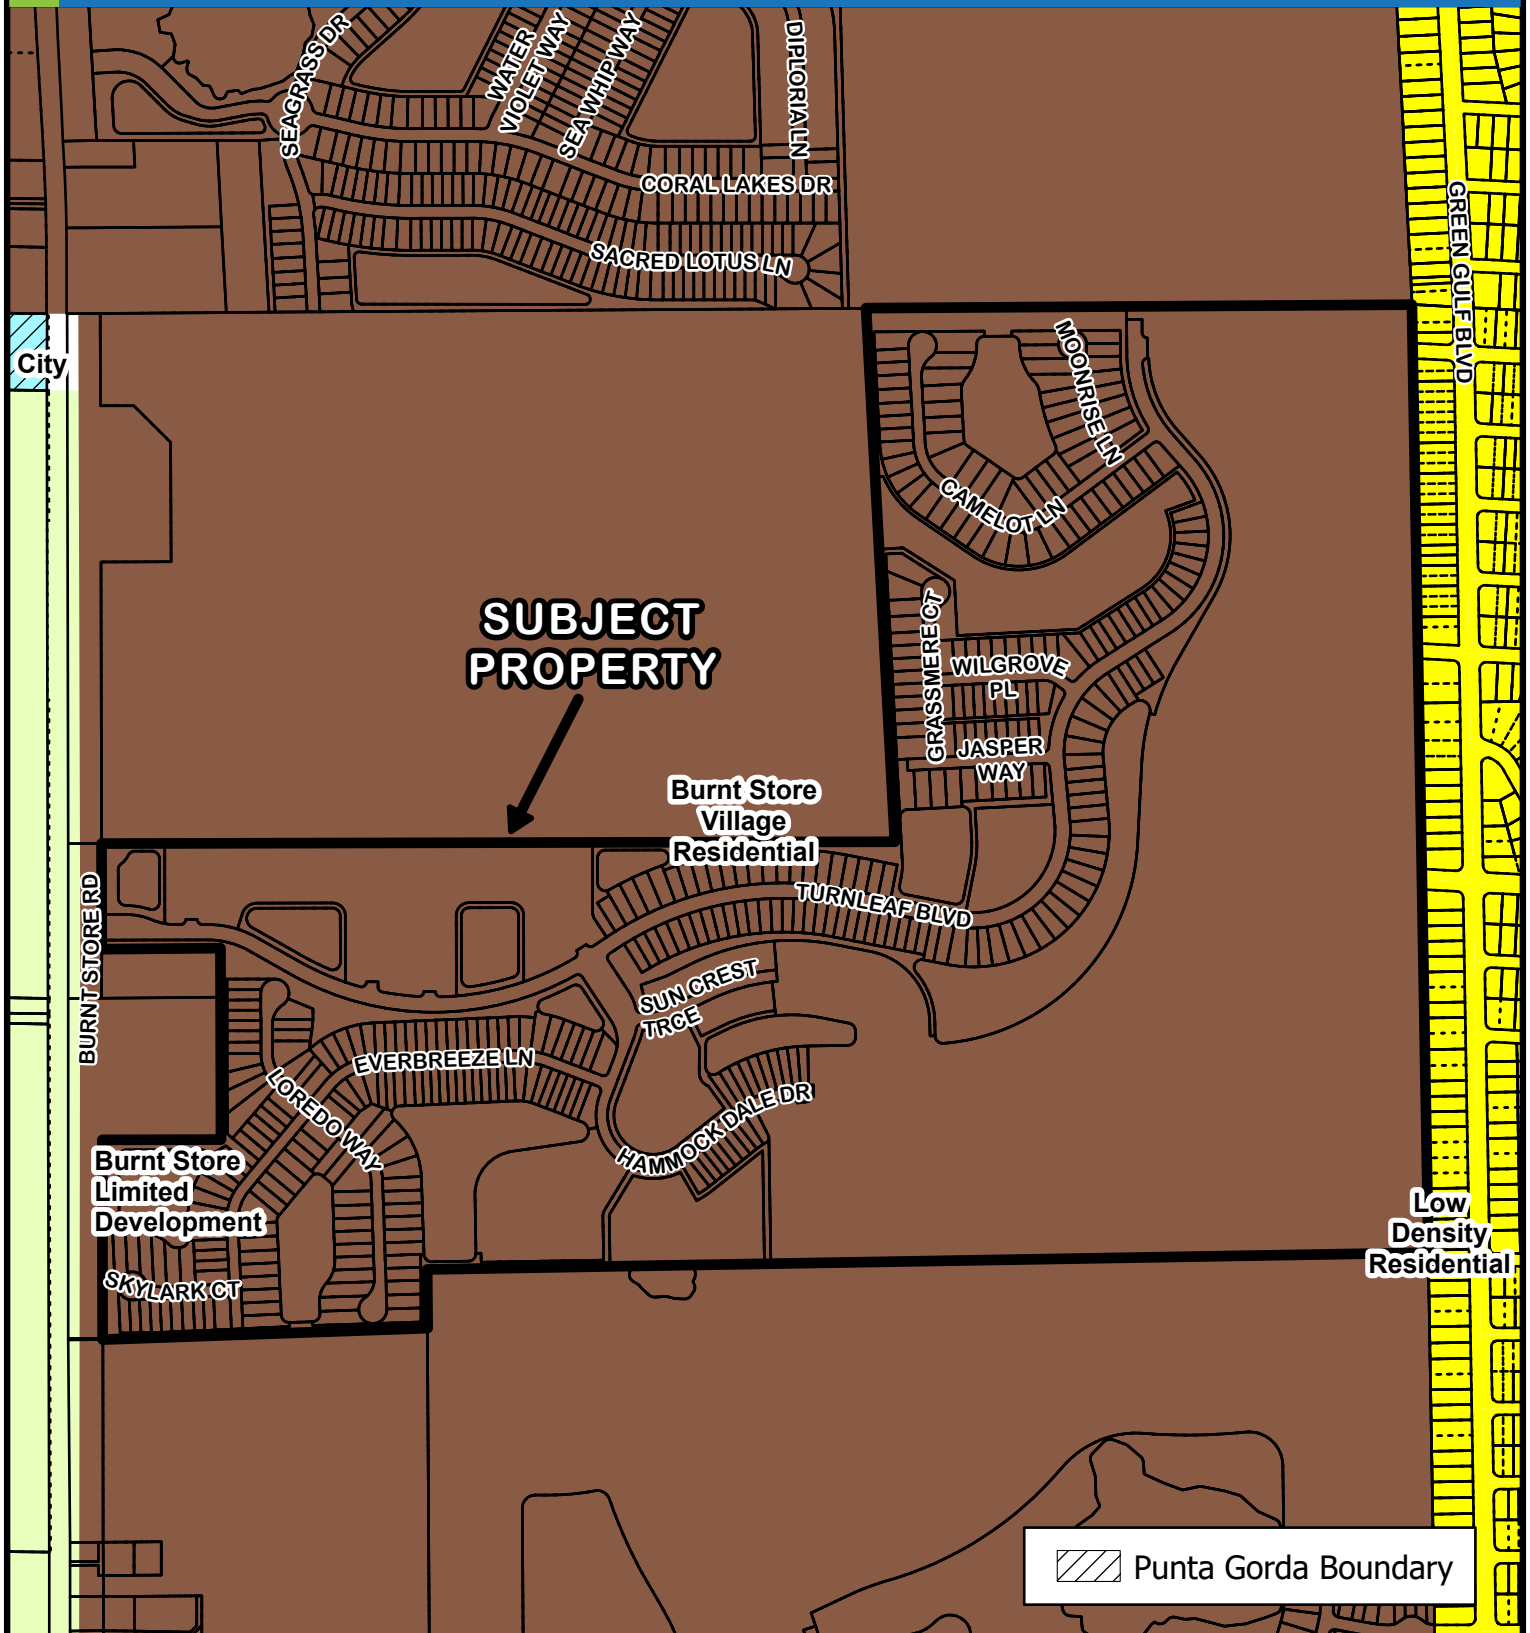 SEAGRASS DR
WATER
VIOLET WAY
SEA WHIP WAY
DIPLORIA LN
CORAL LAKES DR
SACRED LOTUS LN
GREEN GULF BLVD
City
MOONRISE LN
CAMELOT LN
SUBJECT
PROPERTY
GRASSMERE CT
WILGROVE
PL
JASPER
WAY
Burnt Store
Village
Residential
TURNLEAF BLVD
BURNT STORE RD
SUN CREST
TRCE
EVERBREEZE LN
LOREDO WAY
HAMMOCK DALE DR
Burnt Store
Limited
Development
Low
Density
Residential
SKYLARK CT
Punta Gorda Boundary